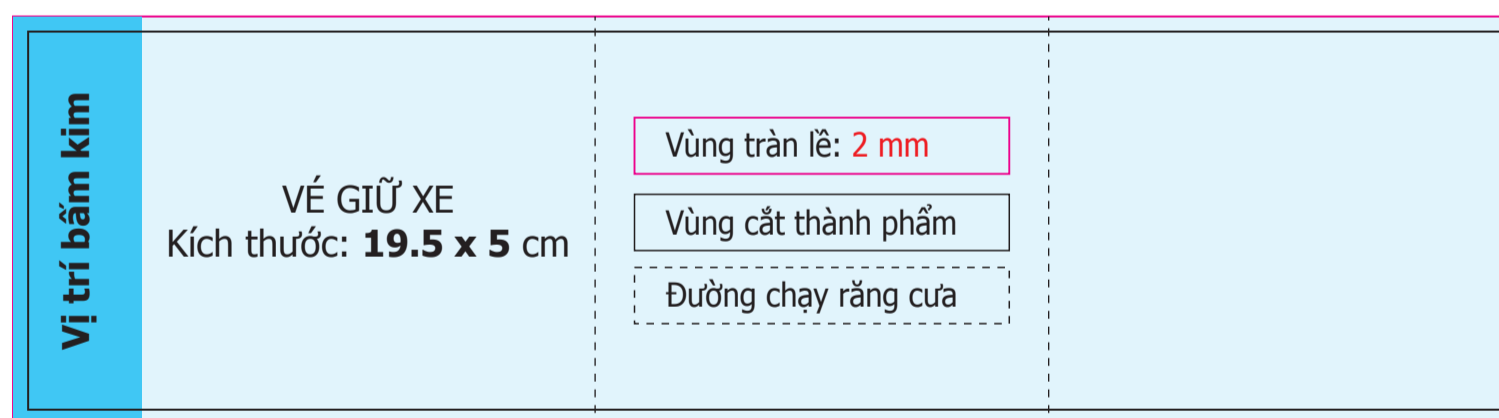 Vị trí bấm kim
VÉ GIỮ XE
Kích thước: 19.5 x 5 cm
Vùng tràn lề: 2 mm
Vùng cắt thành phẩm
Đường chạy răng cưa